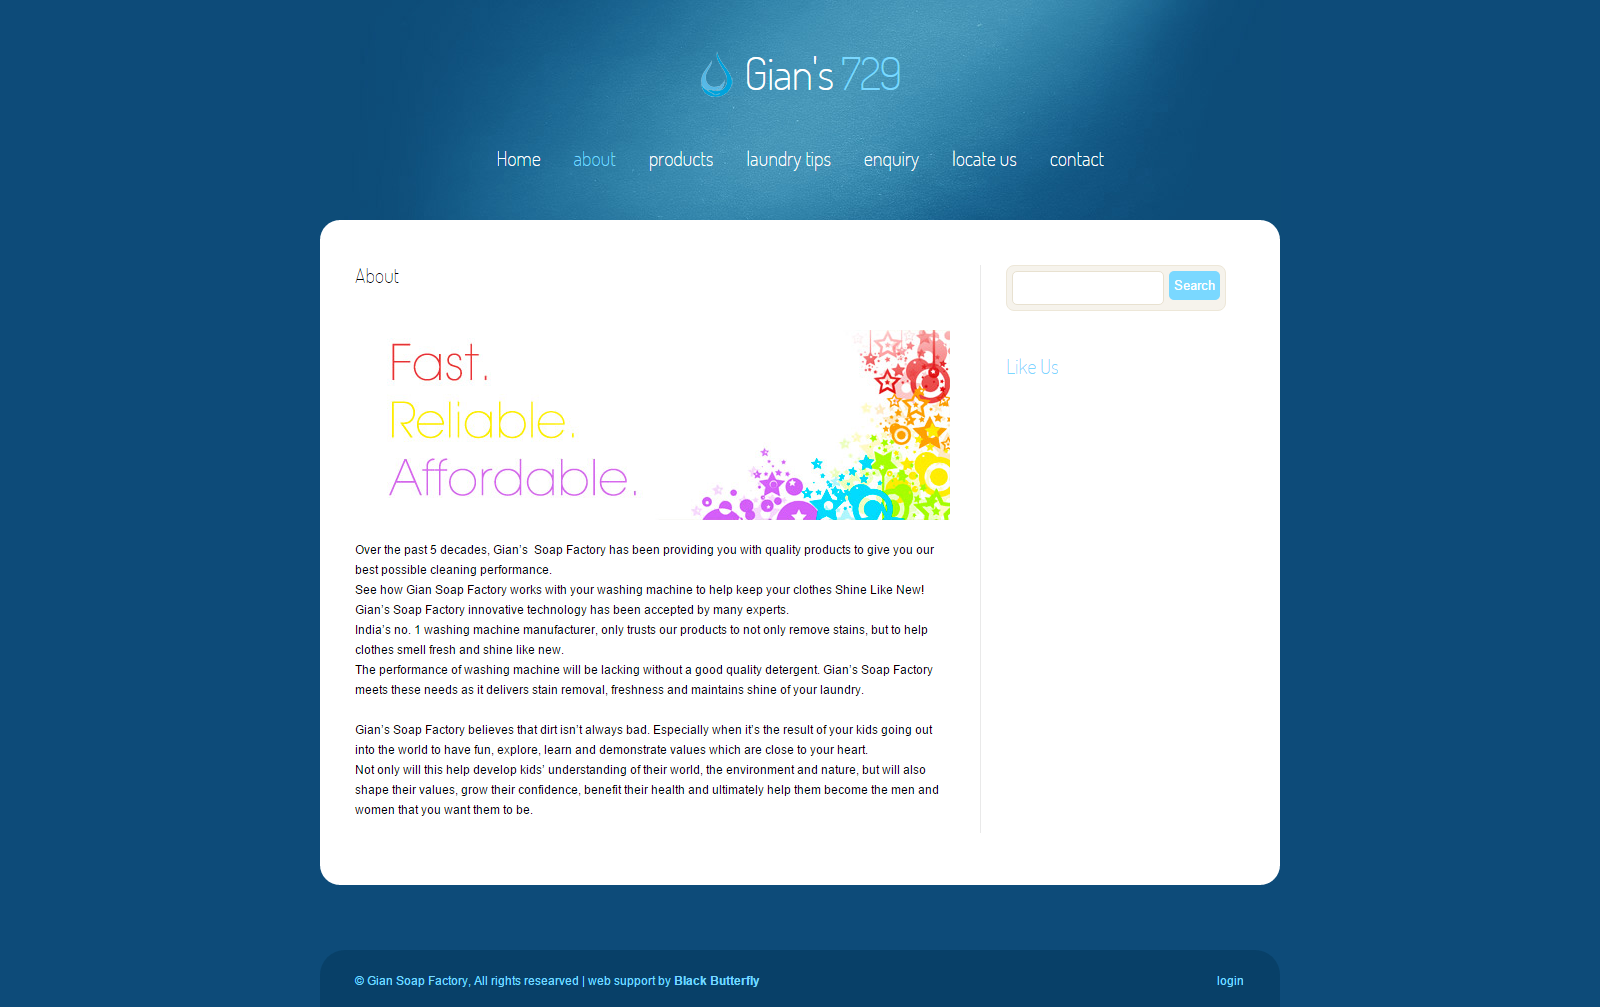 Gian's 729
Home about products laundry tips enquiry locate us contact
About
Search
Like Us
Fast.
Reliable.
Affordable.
Over the past 5 decades, Gian’s  Soap Factory has been providing you with quality products to give you our
best possible cleaning performance.
See how Gian Soap Factory works with your washing machine to help keep your clothes Shine Like New!
Gian’s Soap Factory innovative technology has been accepted by many experts.
India’s no. 1 washing machine manufacturer, only trusts our products to not only remove stains, but to help
clothes smell fresh and shine like new.
The performance of washing machine will be lacking without a good quality detergent. Gian’s Soap Factory
meets these needs as it delivers stain removal, freshness and maintains shine of your laundry.
Gian’s Soap Factory believes that dirt isn’t always bad. Especially when it’s the result of your kids going out
into the world to have fun, explore, learn and demonstrate values which are close to your heart.
Not only will this help develop kids’ understanding of their world, the environment and nature, but will also
shape their values, grow their confidence, benefit their health and ultimately help them become the men and
women that you want them to be.
© Gian Soap Factory, All rights researved | web support by Black Butterfly
login